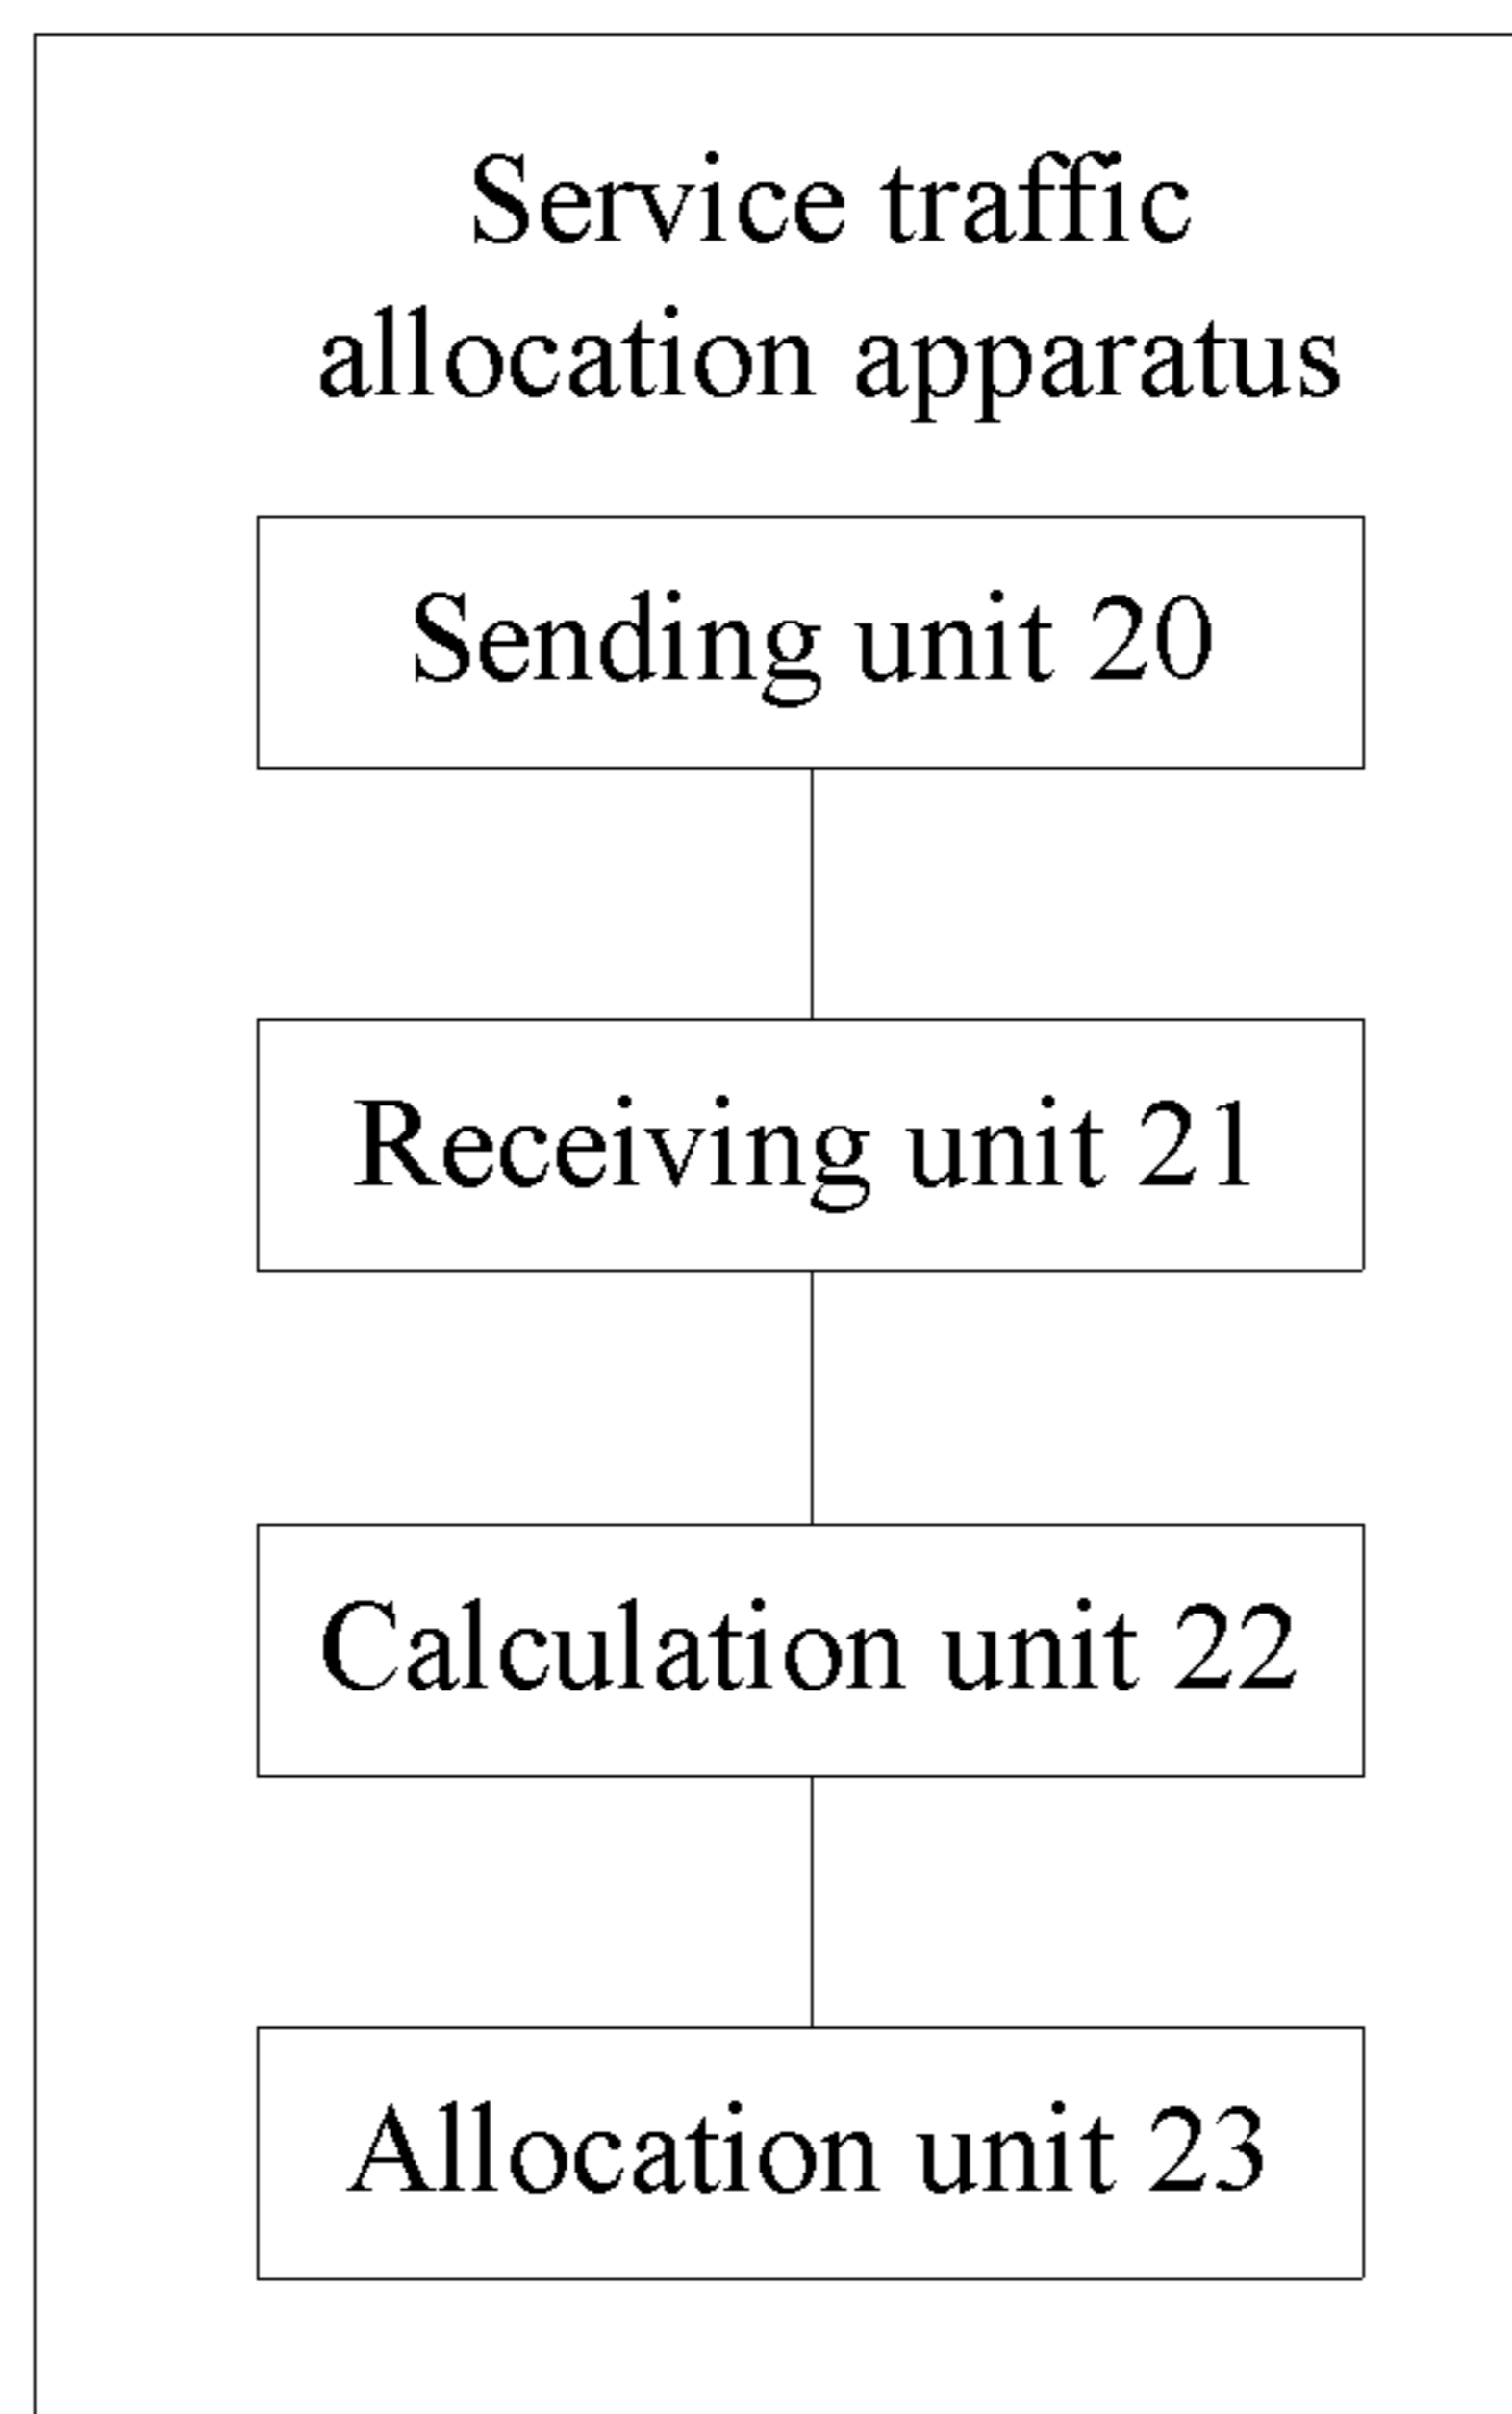 Service traffic
allocation apparatus
Sending unit 20
Receiving unit 21
Calculation unit 22
Allocation unit 23